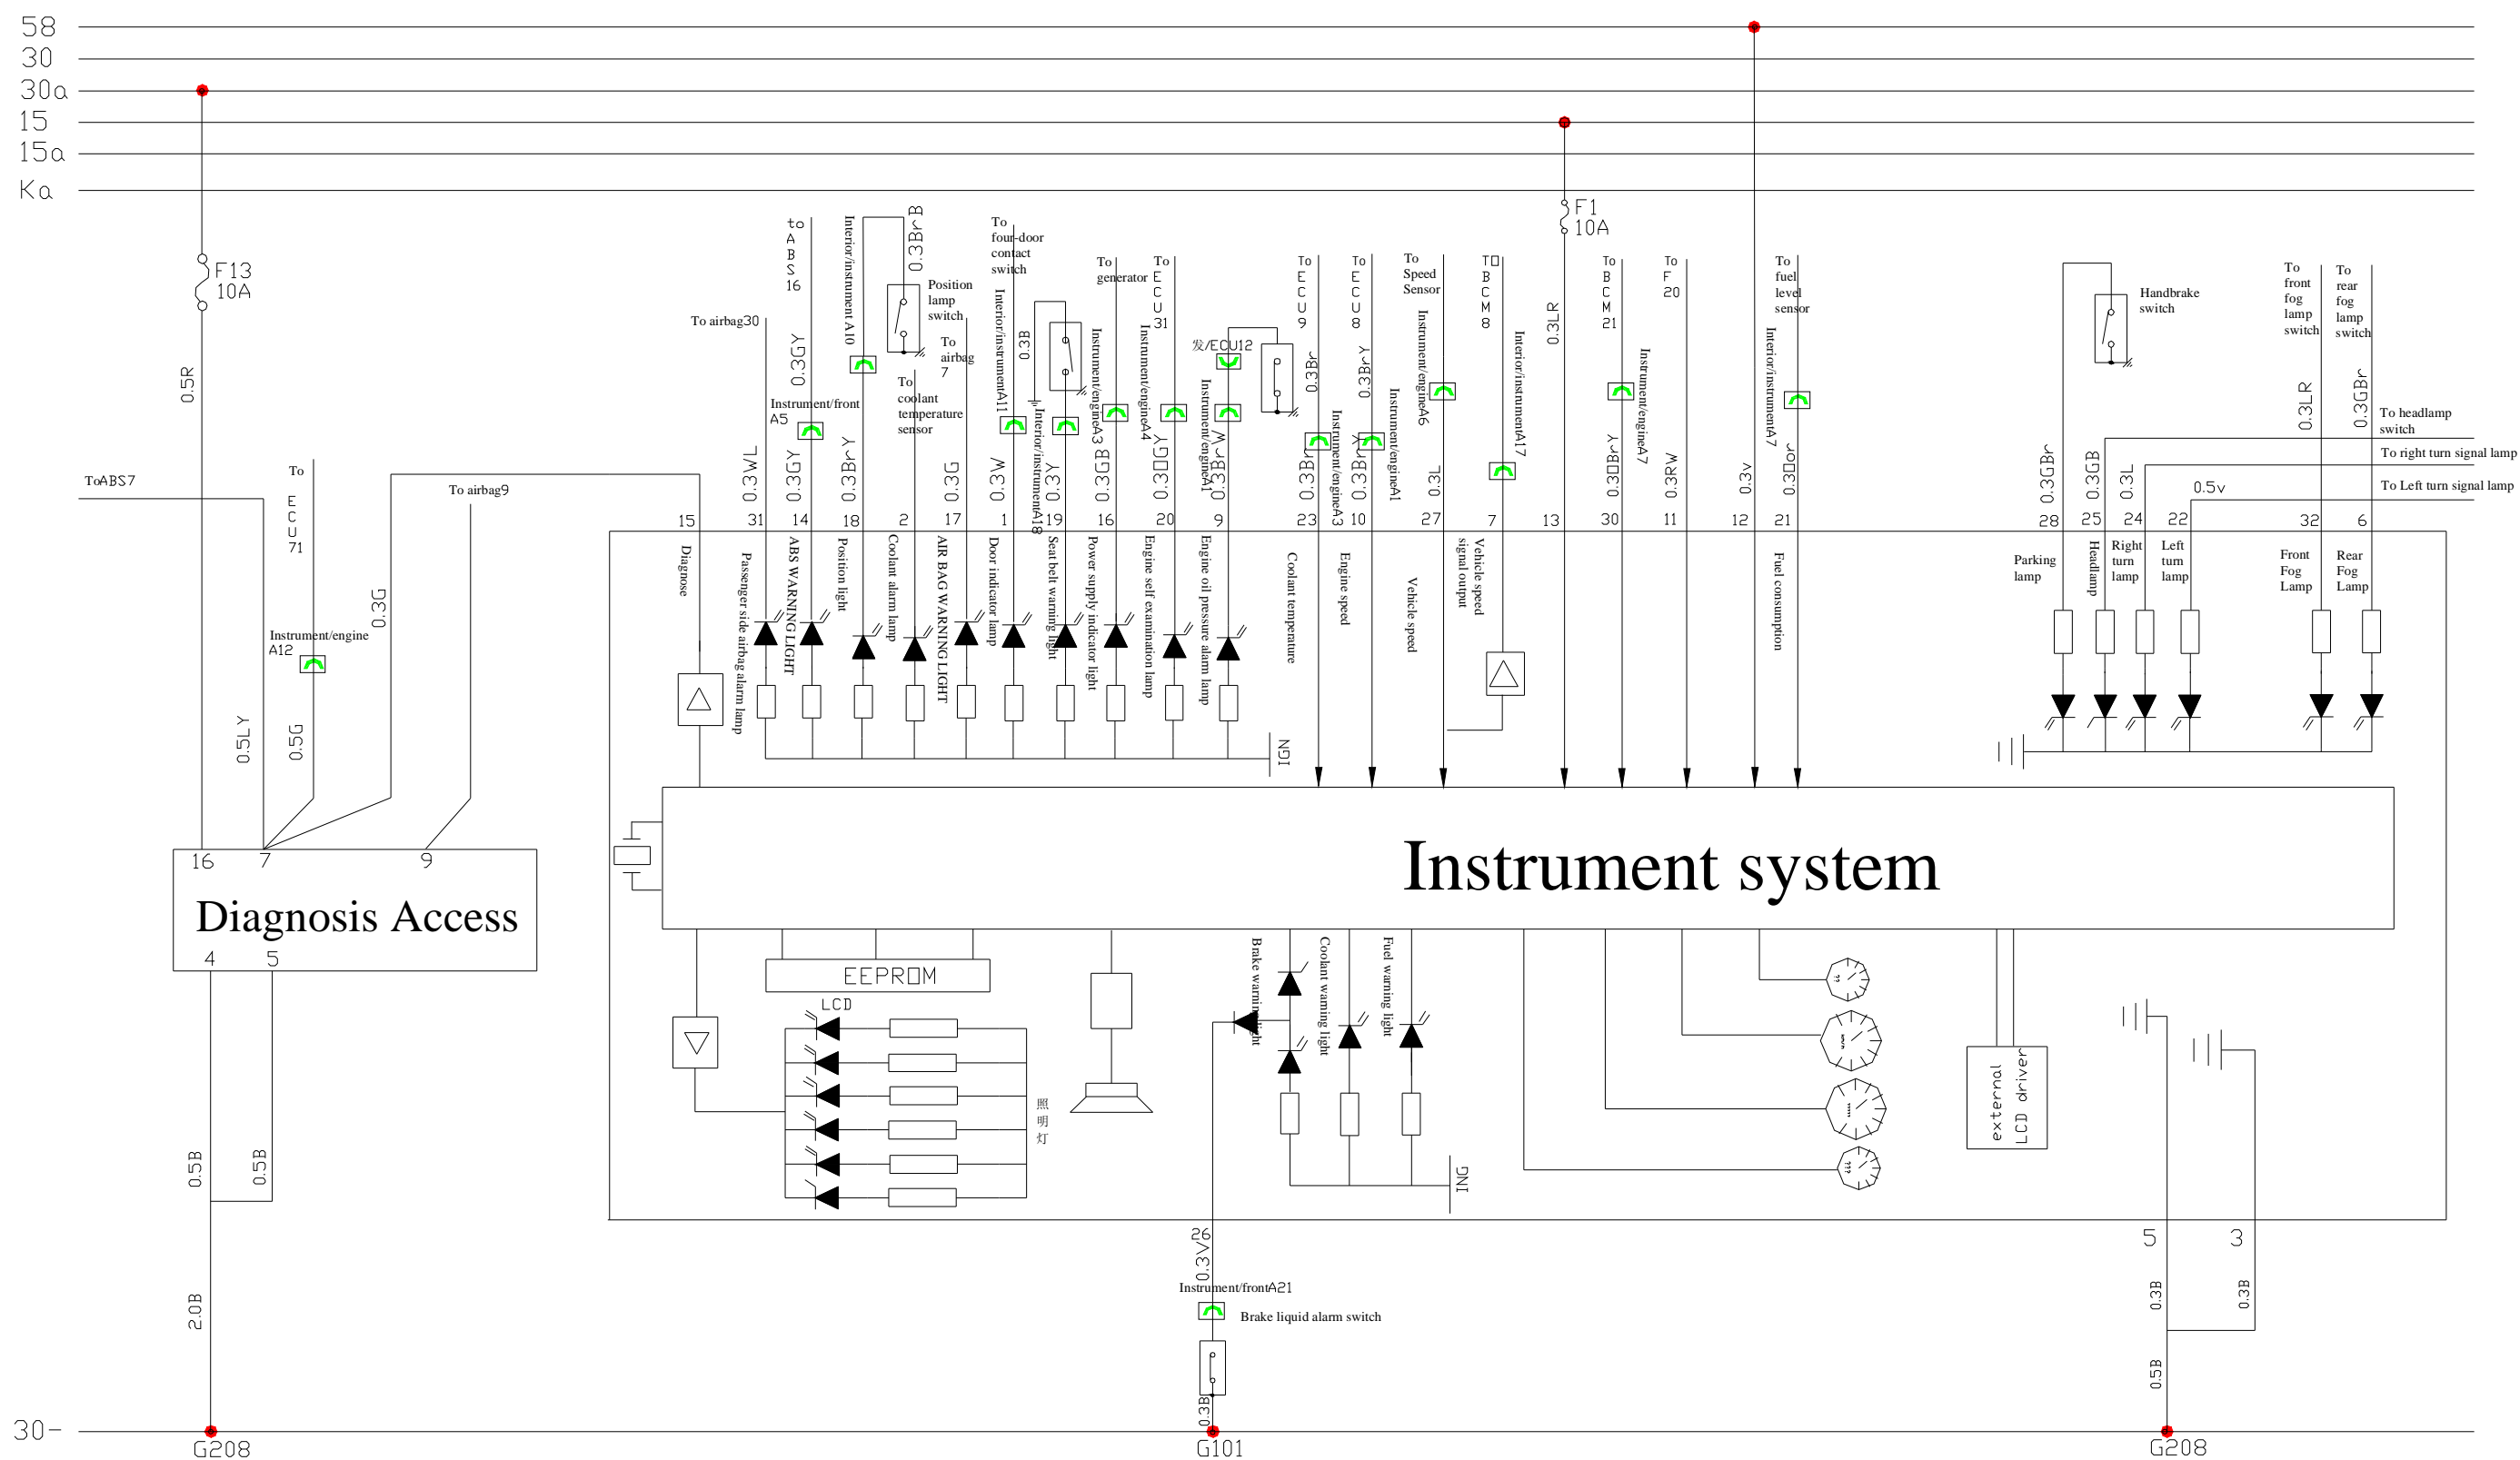 58
30
30a
15
15a
Ka
F13
10A
0.5R
ToABS7
To
E
C
U
71
Instrument/engine
A12
0.5LY
0.5G
0.3G
To airbag9
16
7
9
Diagnosis Access
4
5
0.5B
0.5B
2.0B
30-
G208
To airbag30
to
A
B
S
16
0.3GY
Instrument/front
A5
Interior/instrument A10
0.3BrB
Position
lamp
switch
To
coolant
temperature
sensor
To
airbag
7
To
four-door
contact
switch
Interior/instrumentA11
0.3B
Interior/instrumentA18
To
generator
Instrument/engineA3
To
E
C
U
31
Instrument/engineA4
发/ECU12
Instrument/engineA1
To
E
C
U
9
0.3Br
Instrument/engineA3
To
E
C
U
8
0.3BrY
Instrument/engineA1
To
Speed
Sensor
Instrument/engineA6
TO
B
C
M
8
Interior/instrumentA17
F1
10A
0.3LR
To
B
C
M
21
Instrument/engineA7
To
F
20
To
fuel
level
sensor
Interior/instrumentA7
Handbrake
switch
To
front
fog
lamp
switch
To
rear
fog
lamp
switch
To headlamp
switch
To right turn signal lamp
To Left turn signal lamp
0.3WL
0.3GY
0.3BrY
0.3G
0.3W
0.3Y
0.3GB
0.3OGY
0.3BrW
0.3Br
0.3BrY
0.3L
0.3OBrY
0.3RW
0.3v
0.3Oor
0.3GBr
0.3GB
0.3L
0.5v
0.3LR
0.3GBr
15
31
14
18
2
17
1
19
16
20
9
23
10
27
7
13
30
11
12
21
28
25
24
22
32
6
Diagnose
Passenger side airbag alarm lamp
ABS WARNING LIGHT
Position light
Coolant alarm lamp
AIR BAG WARNING LIGHT
Door indicator lamp
Seat belt warning light
Power supply indicator light
Engine self examination lamp
Engine oil pressure alarm lamp
IGN
Coolant temperature
Engine speed
Vehicle speed
Vehicle speed
signal output
Fuel consumption
Parking
lamp
Headlamp
Right
turn
lamp
Left
turn
lamp
Front
Fog
Lamp
Rear
Fog
Lamp
Instrument system
EEPROM
LCD
照
明
灯
Brake warning light
Coolant warning light
Fuel warning light
ING
external
LCD driver
26
0.3V
Instrument/frontA21
Brake liquid alarm switch
0.3B
G101
5
3
0.3B
0.3B
0.5B
G208